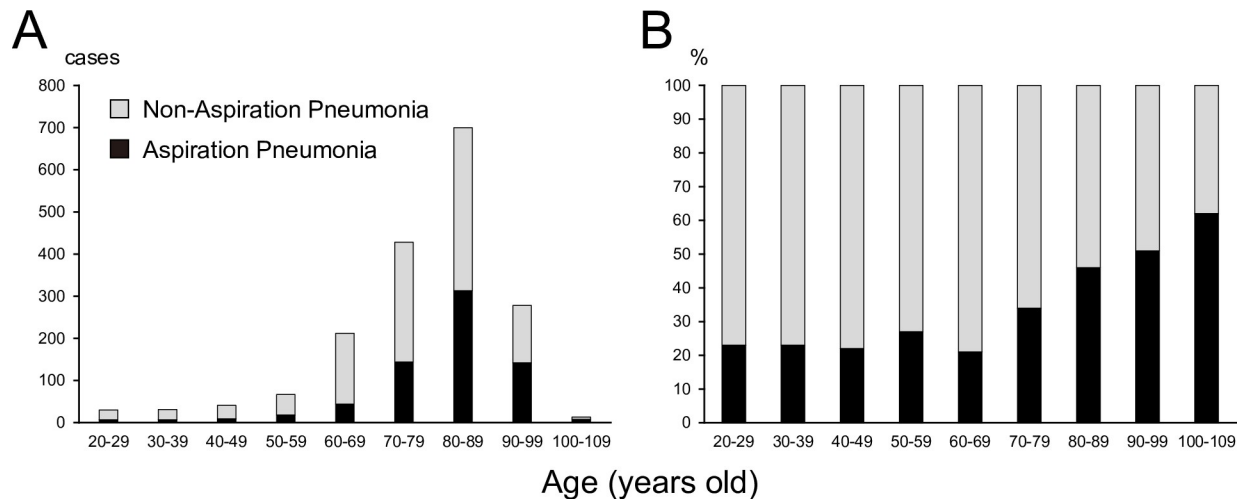 A
cases
800
700
600
500
400
300
200
100
0
Non-Aspiration Pneumonia
Aspiration Pneumonia
20-29 30-39 40-49 50-59 60-69 70-79 80-89 90-99 100-109
B
%
100
90
80
70
60
50
40
30
20
10
0
20-29 30-39 40-49 50-59 60-69 70-79 80-89 90-99 100-109
Age (years old)